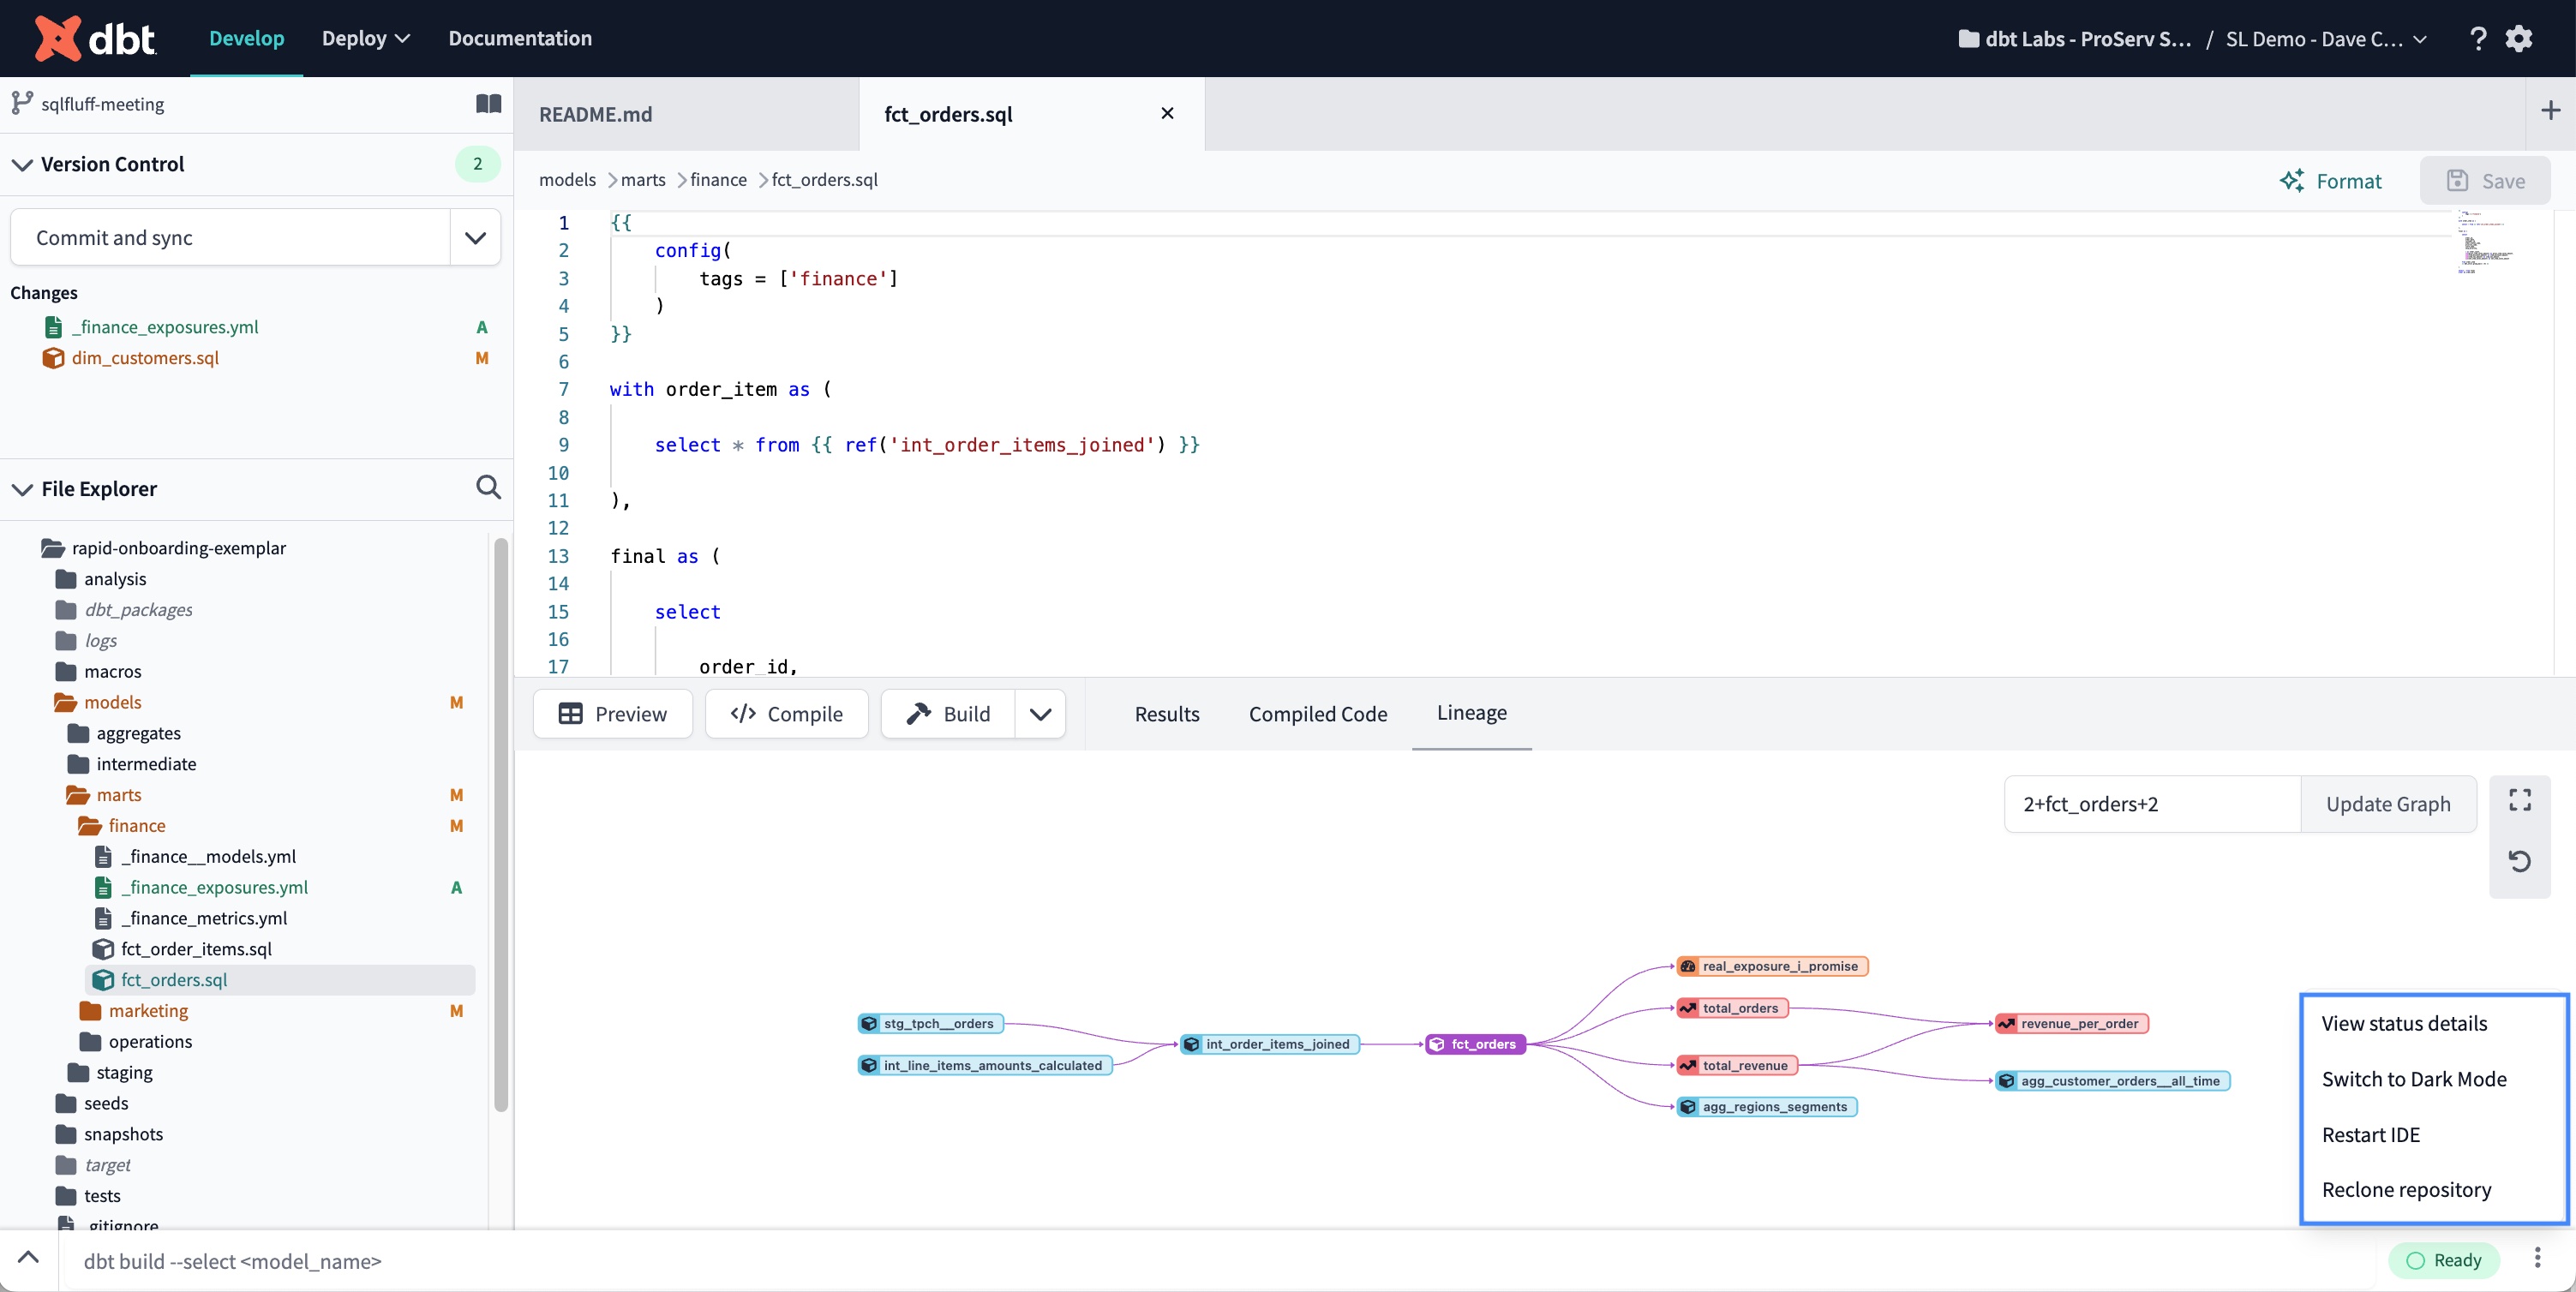 dbt Develop Deploy Documentation dbt Labs - ProServ S... / SL Demo - Dave C... ?
sqlfluff-meeting
Version Control 2
Commit and sync
Changes
_finance_exposures.yml A
dim_customers.sql M
File Explorer
rapid-onboarding-exemplar
analysis
dbt_packages
logs
macros
models M
aggregates
intermediate
marts M
finance M
_finance__models.yml
_finance_exposures.yml A
_finance_metrics.yml
fct_order_items.sql
fct_orders.sql
marketing M
operations
staging
seeds
snapshots
target
tests
.gitignore
README.md fct_orders.sql
models > marts > finance > fct_orders.sql
Format Save
1 {{
2 config(
3 tags = ['finance']
4 )
5 }}
6
7 with order_item as (
8
9 select * from {{ ref('int_order_items_joined') }}
10
11 ),
12
13 final as (
14
15 select
16
17 order_id,
Preview </> Compile Build Results Compiled Code Lineage
2+fct_orders+2 Update Graph
stg_tpch__orders
int_line_items_amounts_calculated
int_order_items_joined
fct_orders
real_exposure_i_promise
total_orders
total_revenue
agg_regions_segments
revenue_per_order
agg_customer_orders__all_time
View status details
Switch to Dark Mode
Restart IDE
Reclone repository
dbt build --select <model_name> Ready